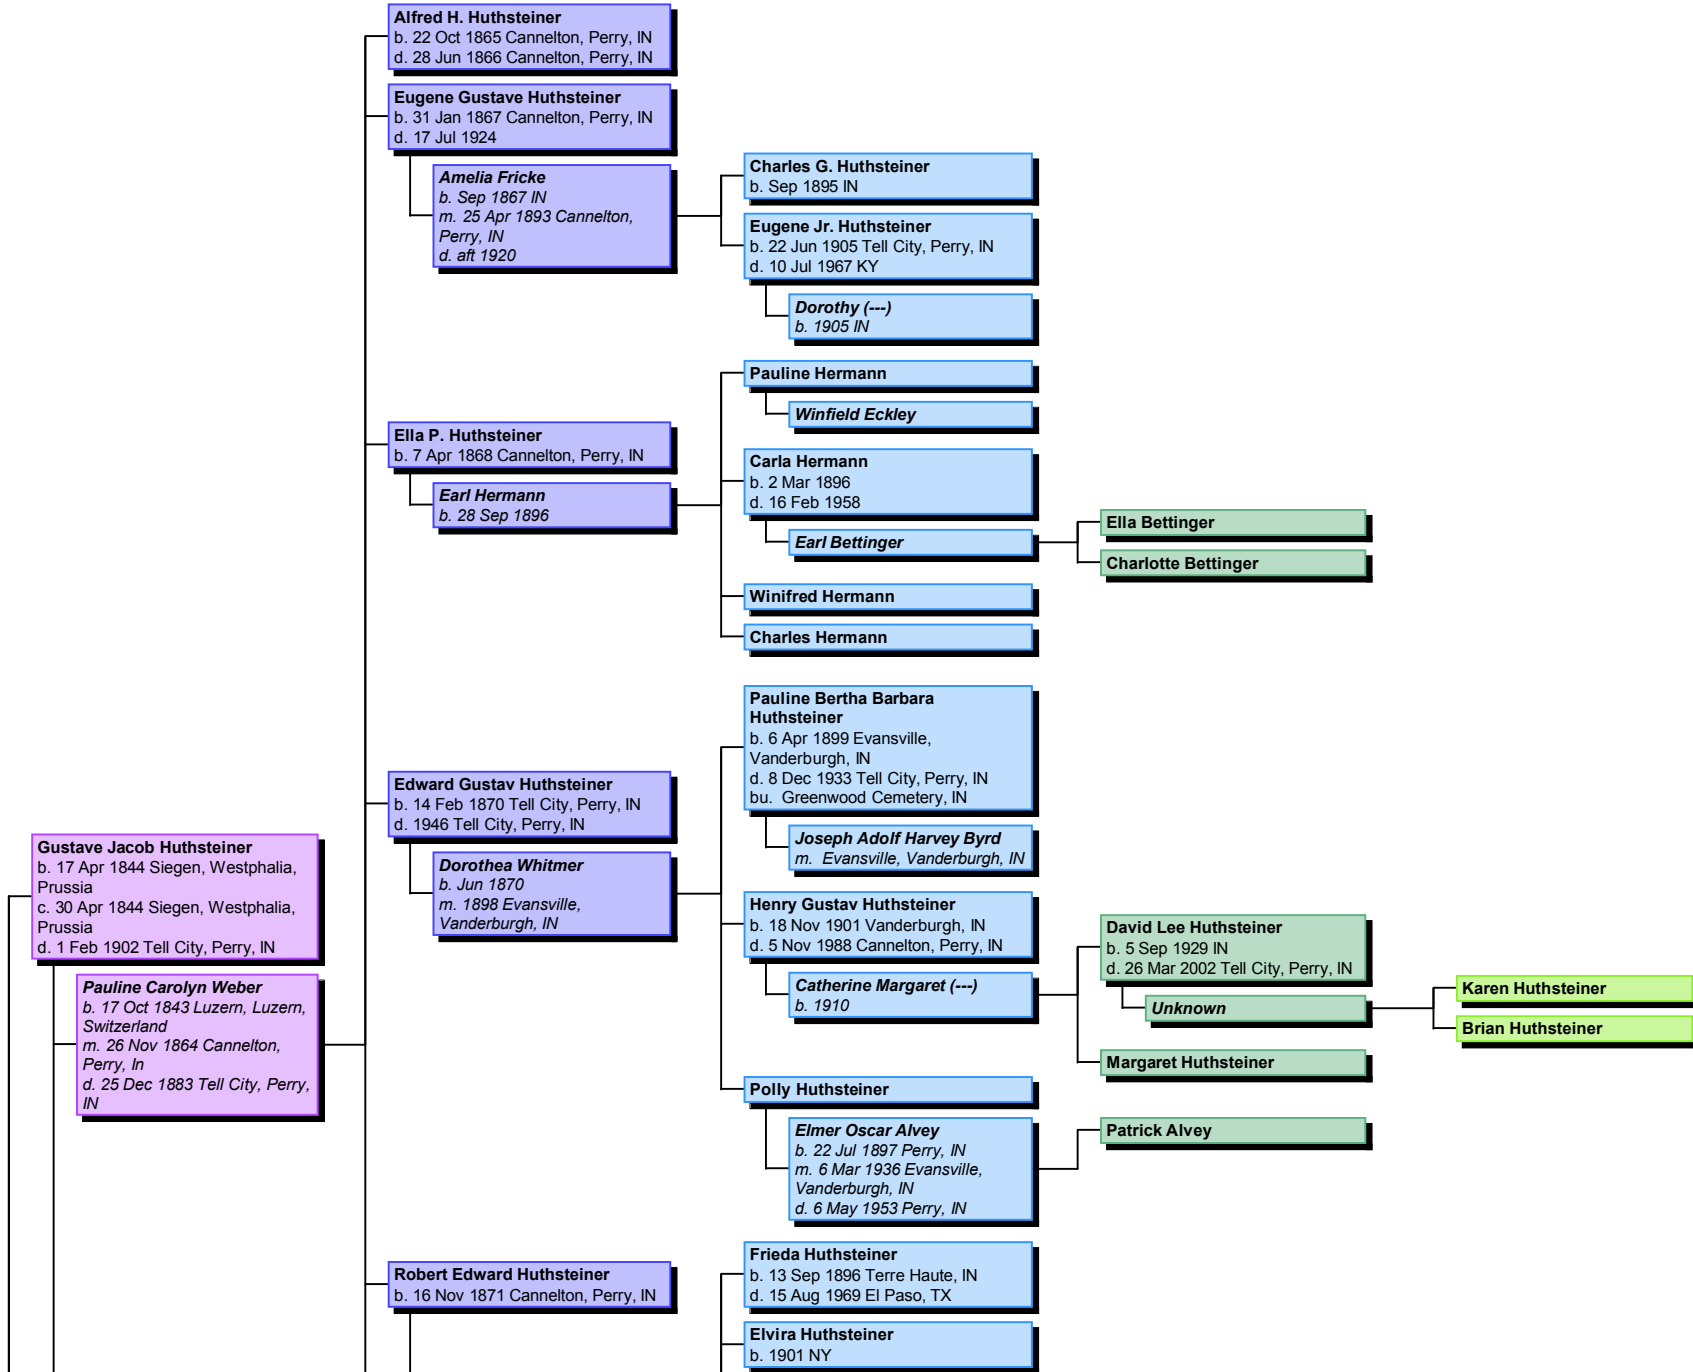 Alfred H. Huthsteiner
b. 22 Oct 1865 Cannelton, Perry, IN
d. 28 Jun 1866 Cannelton, Perry, IN
Eugene Gustave Huthsteiner
b. 31 Jan 1867 Cannelton, Perry, IN
d. 17 Jul 1924
Amelia Fricke
b. Sep 1867 IN
m. 25 Apr 1893 Cannelton,
Perry, IN
d. aft 1920
Charles G. Huthsteiner
b. Sep 1895 IN
Eugene Jr. Huthsteiner
b. 22 Jun 1905 Tell City, Perry, IN
d. 10 Jul 1967 KY
Dorothy (---)
b. 1905 IN
Ella P. Huthsteiner
b. 7 Apr 1868 Cannelton, Perry, IN
Earl Hermann
b. 28 Sep 1896
Pauline Hermann
Winfield Eckley
Carla Hermann
b. 2 Mar 1896
d. 16 Feb 1958
Earl Bettinger
Ella Bettinger
Charlotte Bettinger
Winifred Hermann
Charles Hermann
Gustave Jacob Huthsteiner
b. 17 Apr 1844 Siegen, Westphalia,
Prussia
c. 30 Apr 1844 Siegen, Westphalia,
Prussia
d. 1 Feb 1902 Tell City, Perry, IN
Pauline Carolyn Weber
b. 17 Oct 1843 Luzern, Luzern,
Switzerland
m. 26 Nov 1864 Cannelton,
Perry, In
d. 25 Dec 1883 Tell City, Perry,
IN
Edward Gustav Huthsteiner
b. 14 Feb 1870 Tell City, Perry, IN
d. 1946 Tell City, Perry, IN
Dorothea Whitmer
b. Jun 1870
m. 1898 Evansville,
Vanderburgh, IN
Pauline Bertha Barbara
Huthsteiner
b. 6 Apr 1899 Evansville,
Vanderburgh, IN
d. 8 Dec 1933 Tell City, Perry, IN
bu. Greenwood Cemetery, IN
Joseph Adolf Harvey Byrd
m. Evansville, Vanderburgh, IN
Henry Gustav Huthsteiner
b. 18 Nov 1901 Vanderburgh, IN
d. 5 Nov 1988 Cannelton, Perry, IN
Catherine Margaret (---)
b. 1910
David Lee Huthsteiner
b. 5 Sep 1929 IN
d. 26 Mar 2002 Tell City, Perry, IN
Unknown
Karen Huthsteiner
Brian Huthsteiner
Margaret Huthsteiner
Polly Huthsteiner
Elmer Oscar Alvey
b. 22 Jul 1897 Perry, IN
m. 6 Mar 1936 Evansville,
Vanderburgh, IN
d. 6 May 1953 Perry, IN
Patrick Alvey
Robert Edward Huthsteiner
b. 16 Nov 1871 Cannelton, Perry, IN
Frieda Huthsteiner
b. 13 Sep 1896 Terre Haute, IN
d. 15 Aug 1969 El Paso, TX
Elvira Huthsteiner
b. 1901 NY